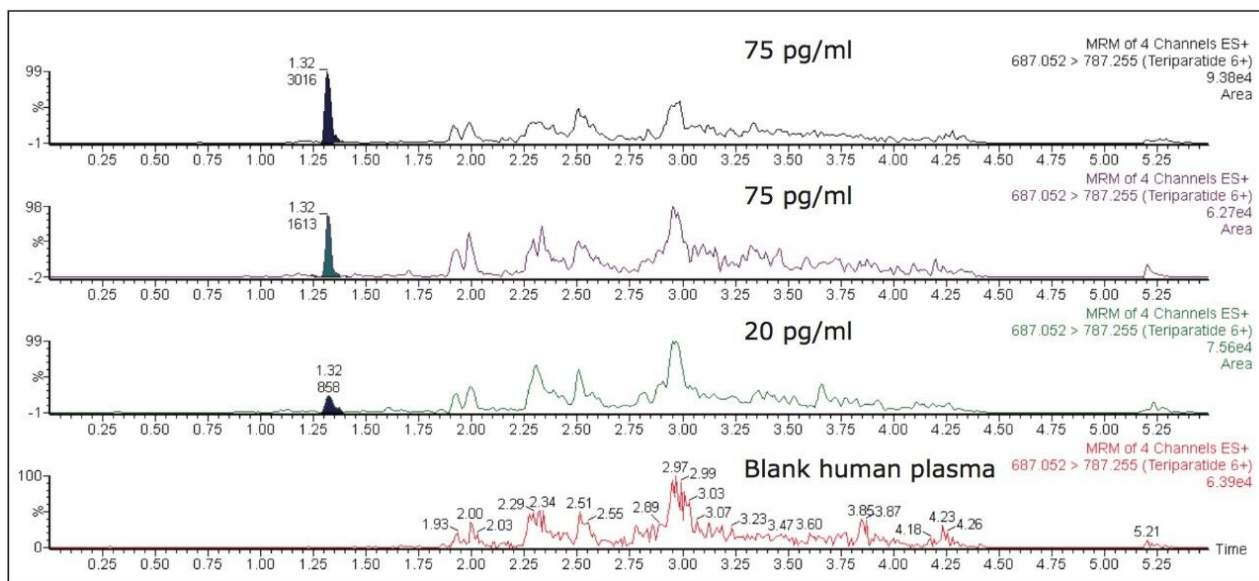 75 pg/ml
MRM of 4 Channels ES+
687.052 > 787.255 (Teriparatide 6+)
9.38e4
Area
99
%
-1
1.32
3016
0.25 0.50 0.75 1.00 1.25 1.50 1.75 2.00 2.25 2.50 2.75 3.00 3.25 3.50 3.75 4.00 4.25 4.50 4.75 5.00 5.25
75 pg/ml
MRM of 4 Channels ES+
687.052 > 787.255 (Teriparatide 6+)
6.27e4
Area
98
%
-2
1.32
1613
0.25 0.50 0.75 1.00 1.25 1.50 1.75 2.00 2.25 2.50 2.75 3.00 3.25 3.50 3.75 4.00 4.25 4.50 4.75 5.00 5.25
20 pg/ml
MRM of 4 Channels ES+
687.052 > 787.255 (Teriparatide 6+)
7.56e4
Area
99
%
-1
1.32
858
0.25 0.50 0.75 1.00 1.25 1.50 1.75 2.00 2.25 2.50 2.75 3.00 3.25 3.50 3.75 4.00 4.25 4.50 4.75 5.00 5.25
Blank human plasma
MRM of 4 Channels ES+
687.052 > 787.255 (Teriparatide 6+)
6.39e4
100
%
0
1.93 2.00 2.03 2.29 2.34 2.51 2.55 2.89 2.97 2.99 3.03 3.07 3.23 3.47 3.60 3.85 3.87 4.18 4.23 4.26 5.21
Time
0.25 0.50 0.75 1.00 1.25 1.50 1.75 2.00 2.25 2.50 2.75 3.00 3.25 3.50 3.75 4.00 4.25 4.50 4.75 5.00 5.25